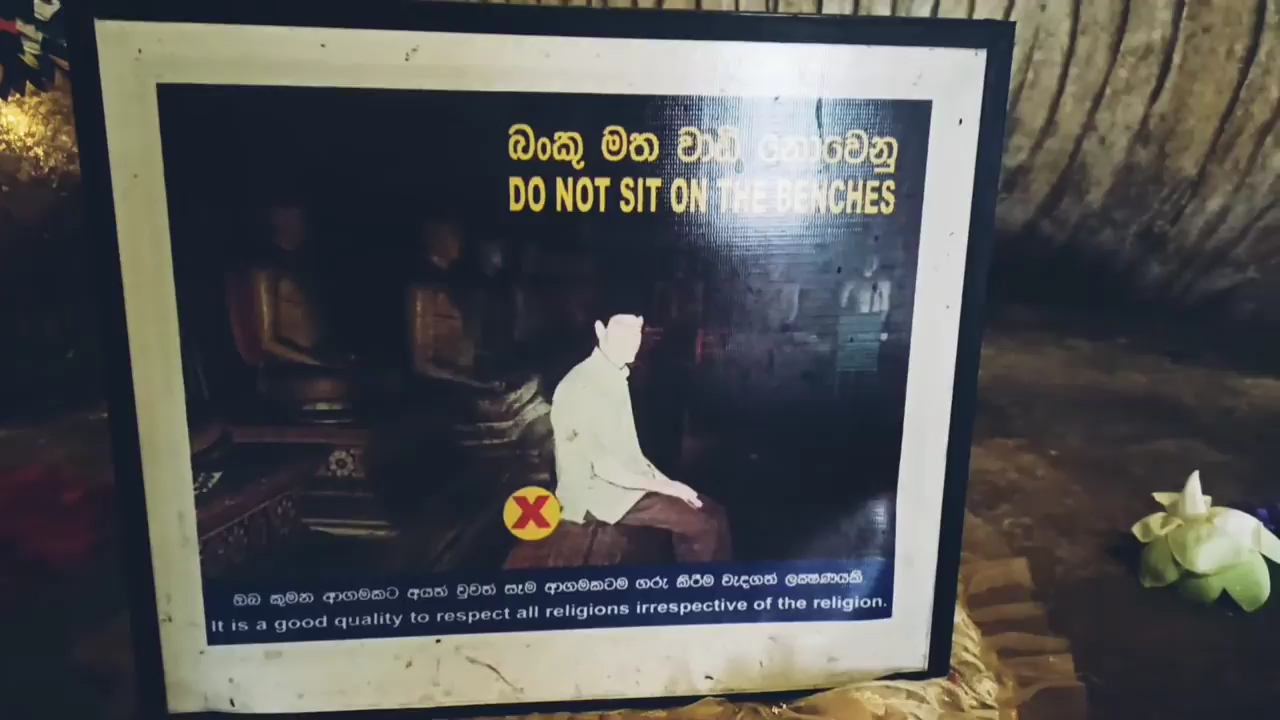 බංකු මත වාඩි නොවෙනු
DO NOT SIT ON THE BENCHES
X
ඔබ කුමන ආගමකට අයත් වුවත් සෑම ආගමකටම ගරු කිරීම වැදගත් ලක්ෂණයකි
It is a good quality to respect all religions irrespective of the religion.